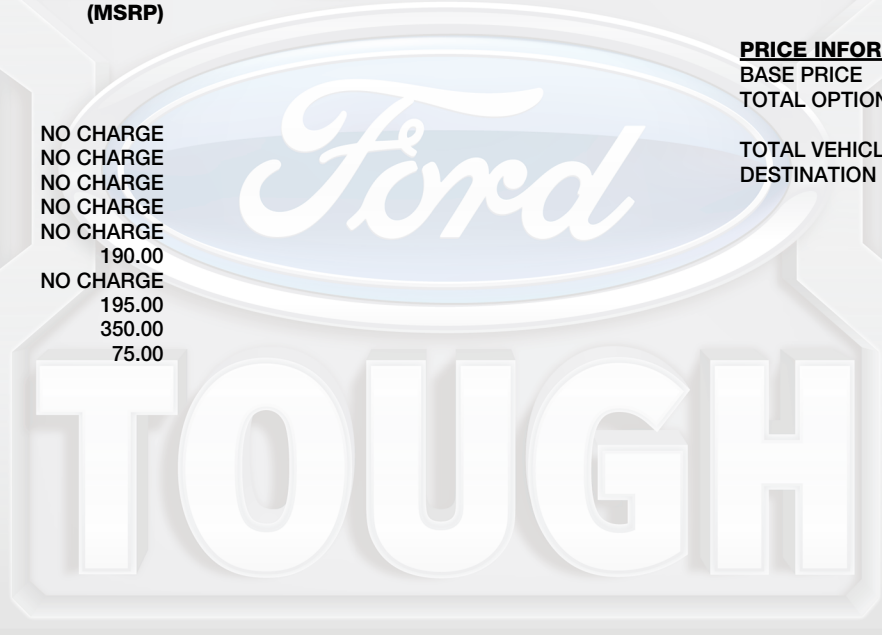 (MSRP)
NO CHARGE
NO CHARGE
NO CHARGE
NO CHARGE
NO CHARGE
190.00
NO CHARGE
195.00
350.00
75.00
PRICE INFOR
BASE PRICE
TOTAL OPTION
TOTAL VEHICL
DESTINATION
Ford
TOUGH